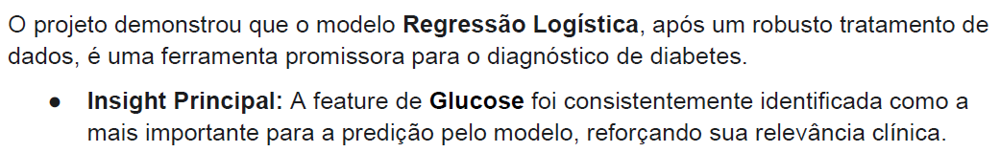 O projeto demonstrou que o modelo Regressão Logística, após um robusto tratamento de
dados, é uma ferramenta promissora para o diagnóstico de diabetes.
● Insight Principal: A feature de Glucose foi consistentemente identificada como a
mais importante para a predição pelo modelo, reforçando sua relevância clínica.